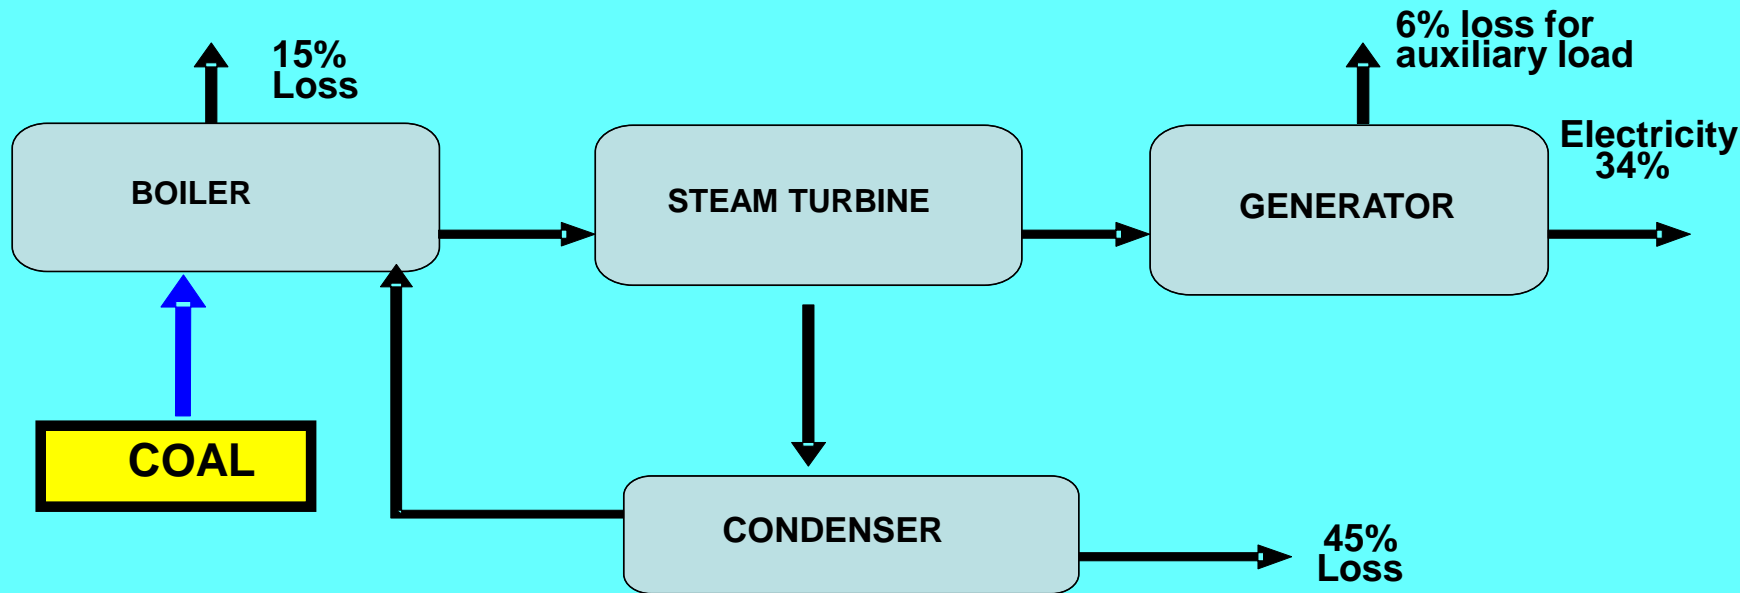 15%
Loss
6% loss for
auxiliary load
Electricity
34%
BOILER
STEAM TURBINE
GENERATOR
COAL
CONDENSER
45%
Loss